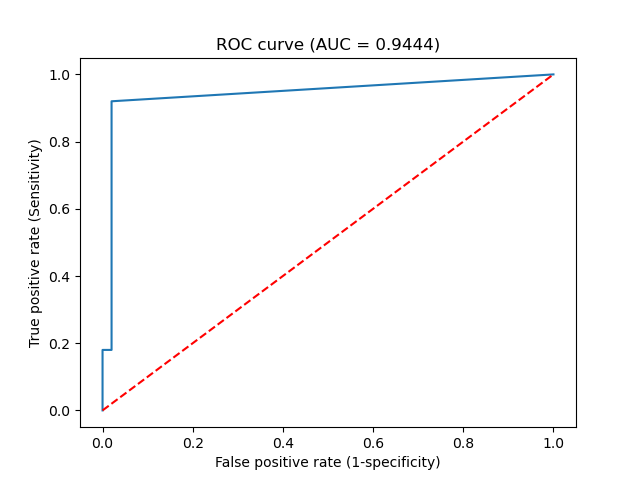 ROC curve (AUC = 0.9444)
True positive rate (Sensitivity)
1.0
0.8
0.6
0.4
0.2
0.0
0.0 0.2 0.4 0.6 0.8 1.0
False positive rate (1-specificity)